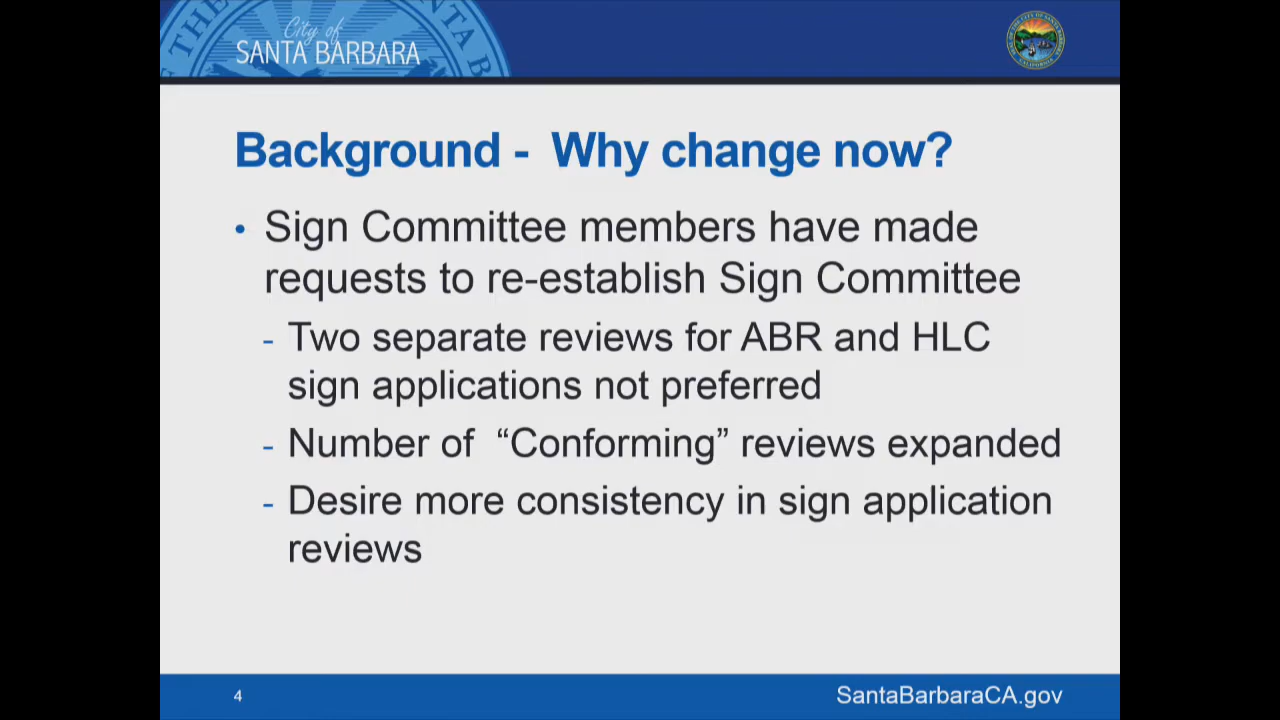 City of
SANTA BARBARA
Background - Why change now?
• Sign Committee members have made
requests to re-establish Sign Committee
- Two separate reviews for ABR and HLC
sign applications not preferred
- Number of “Conforming” reviews expanded
- Desire more consistency in sign application
reviews
4
SantaBarbaraCA.gov